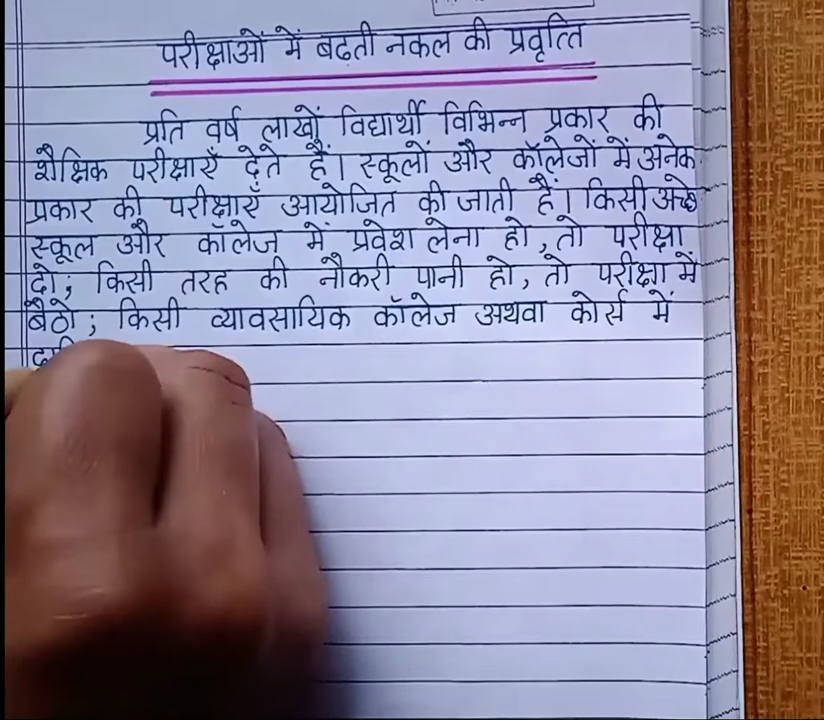 परीक्षाओं में बढती नकल की प्रवृत्ति
प्रति वर्ष लाखों विद्यार्थी विभिन्न प्रकार की
शैक्षिक परीक्षाएँ देते हैं। स्कूलों और कॉलेजों में अनेक
प्रकार की परीक्षाएँ आयोजित की जाती हैं। किसी अच्छे
स्कूल और कॉलेज में प्रवेश लेना हो, तो परीक्षा
दो; किसी तरह की नौकरी पानी हो, तो परीक्षा में
बैठो; किसी व्यावसायिक कॉलेज अथवा कोर्स में